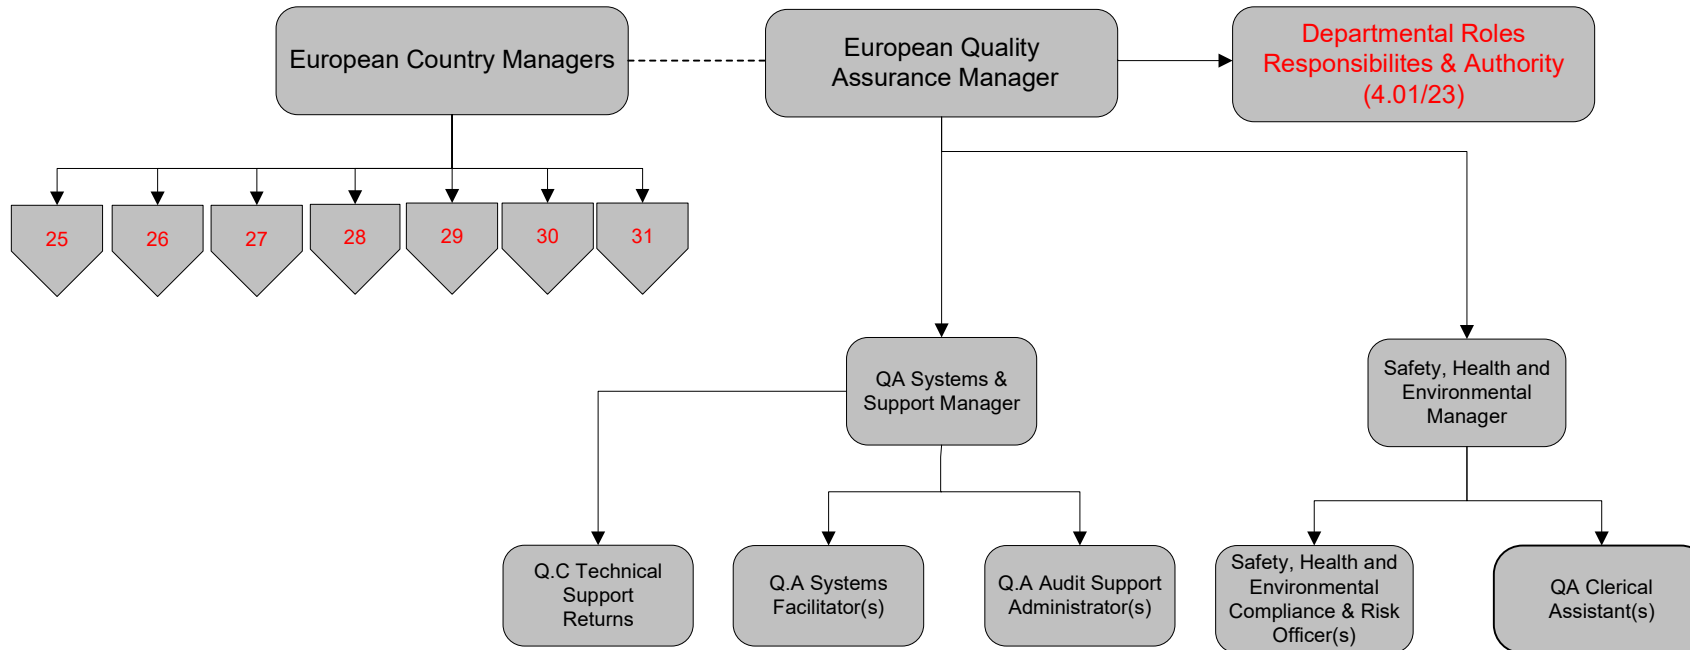 European Country Managers
European Quality
Assurance Manager
Departmental Roles
Responsibilites & Authority
(4.01/23)
25
26
27
28
29
30
31
QA Systems &
Support Manager
Safety, Health and
Environmental
Manager
Q.C Technical
Support
Returns
Q.A Systems
Facilitator(s)
Q.A Audit Support
Administrator(s)
Safety, Health and
Environmental
Compliance & Risk
Officer(s)
QA Clerical
Assistant(s)